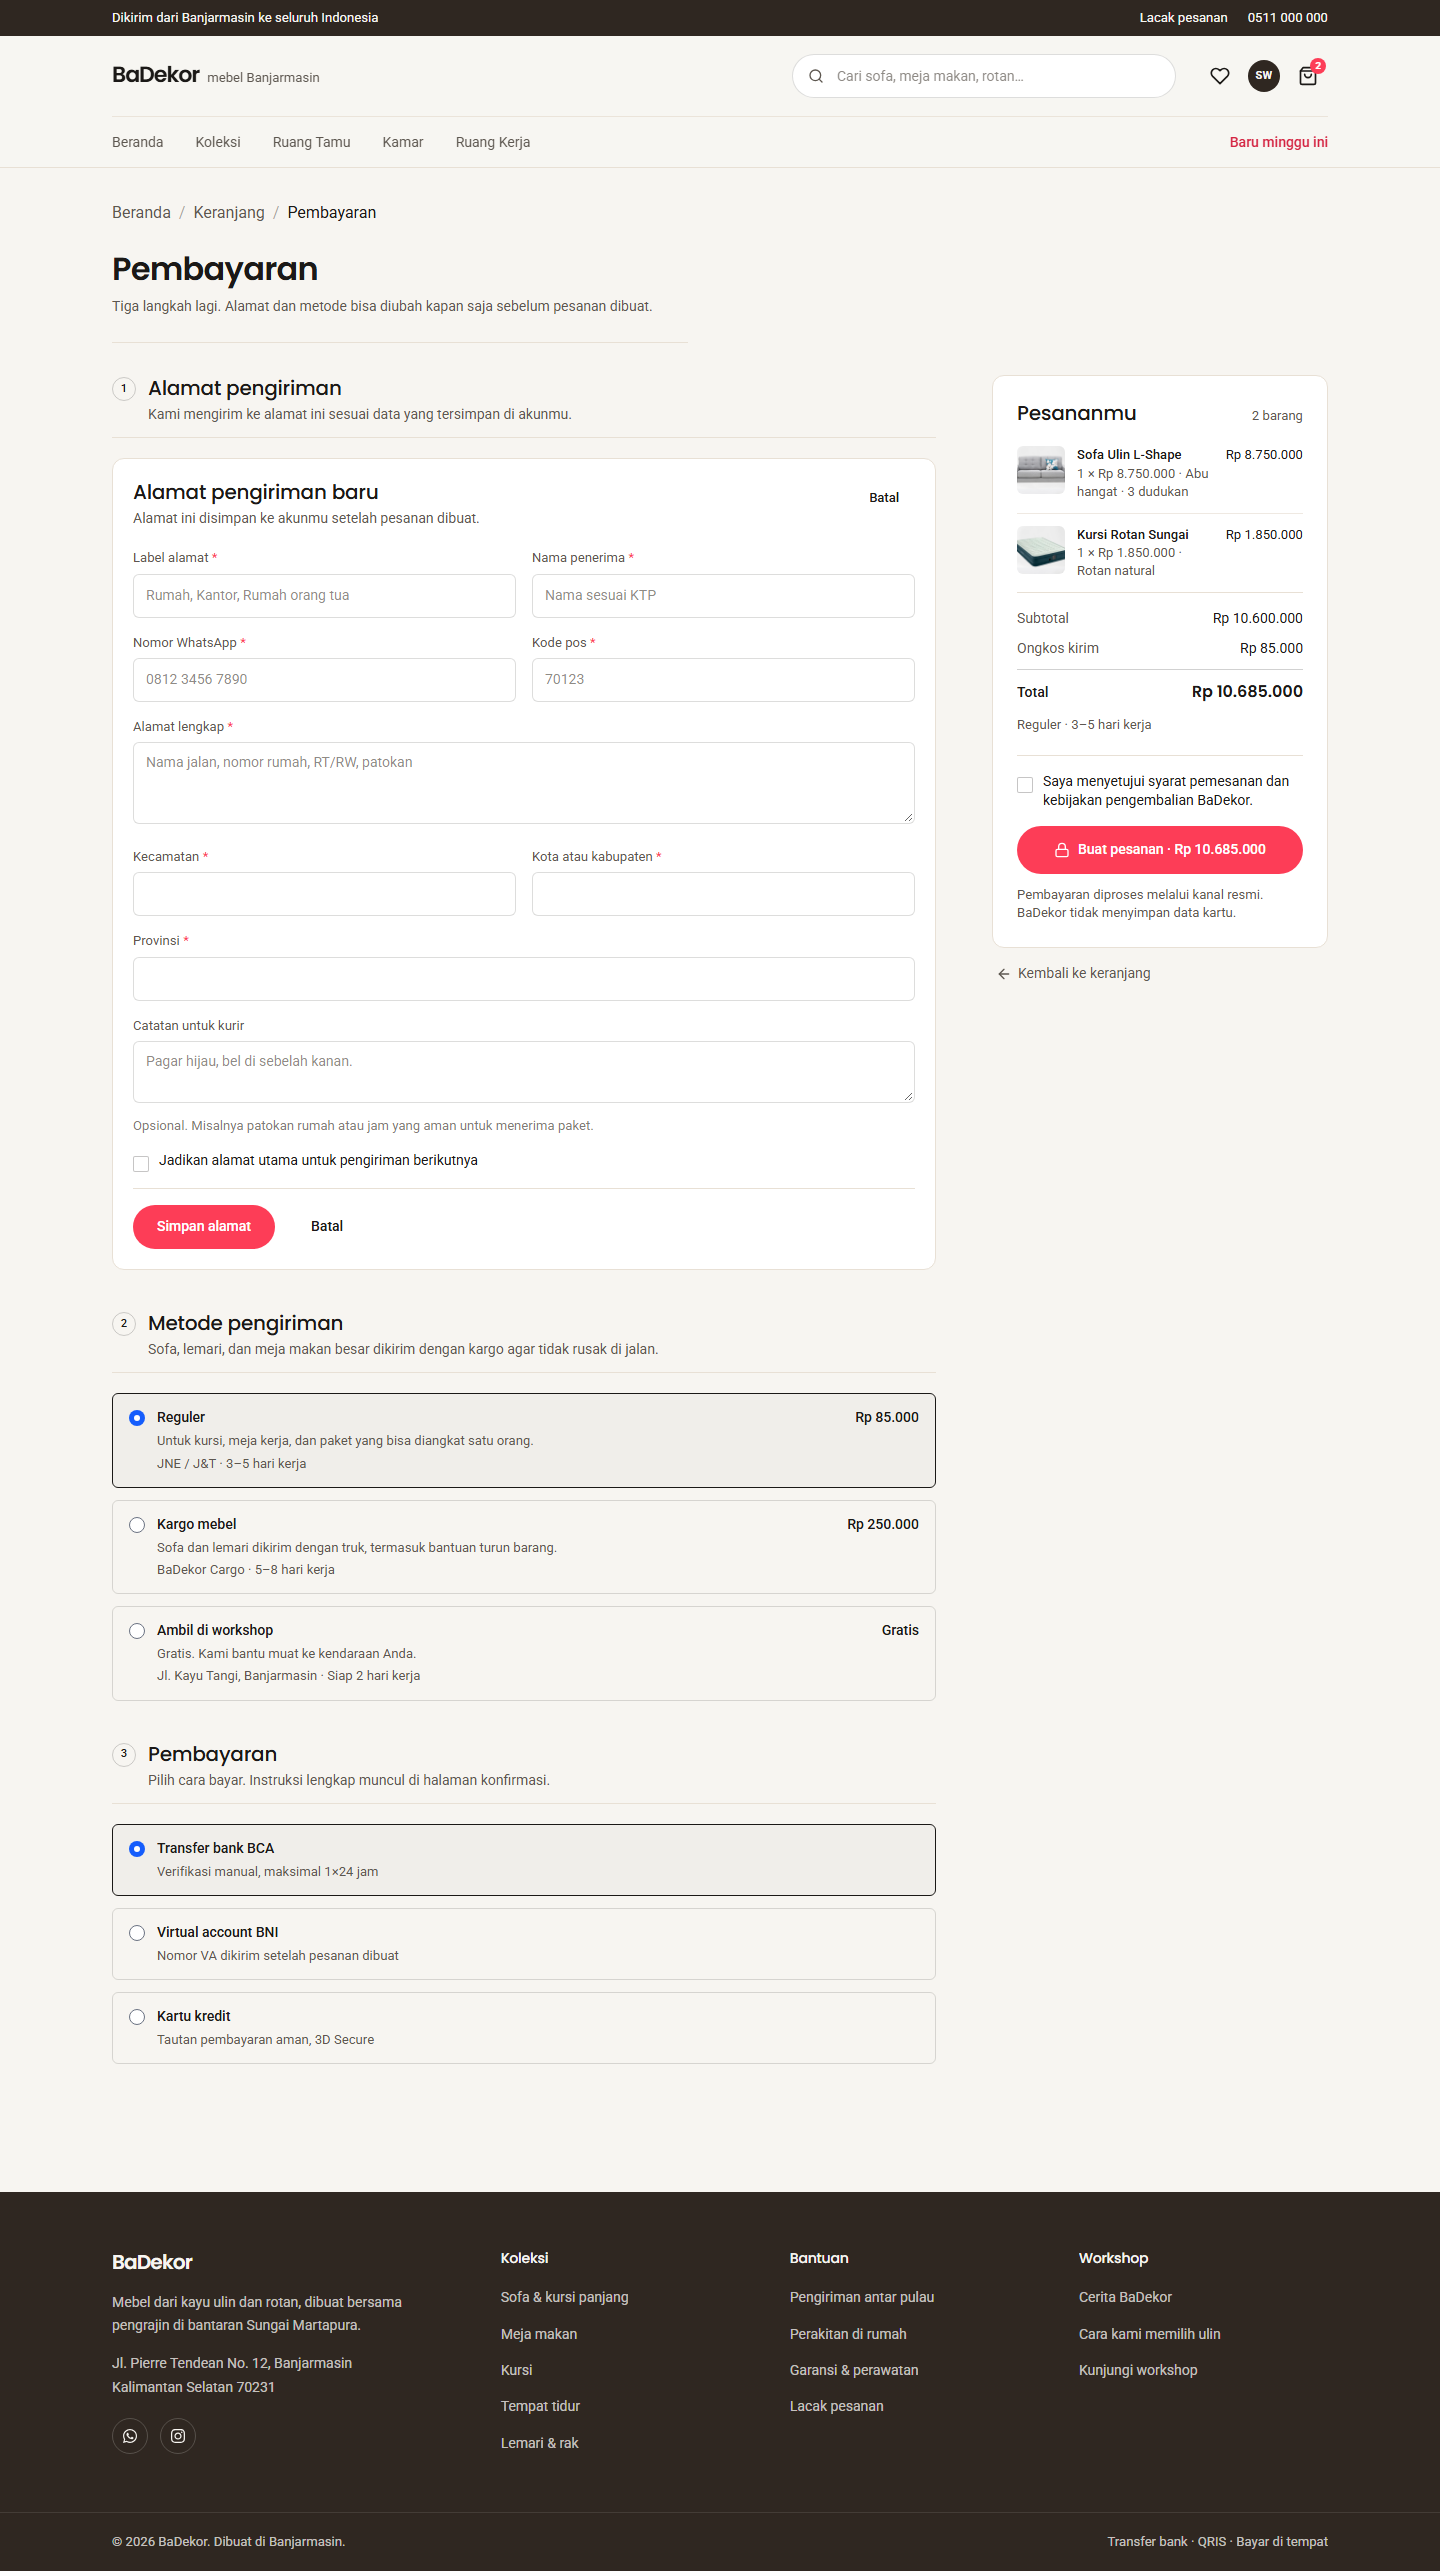 Dikirim dari Banjarmasin ke seluruh Indonesia
Lacak pesanan 0511 000 000
BaDekor mebel Banjarmasin
Cari sofa, meja makan, rotan...
SW
2
Beranda Koleksi Ruang Tamu Kamar Ruang Kerja
Baru minggu ini
Beranda / Keranjang / Pembayaran
Pembayaran
Tiga langkah lagi. Alamat dan metode bisa diubah kapan saja sebelum pesanan dibuat.
1 Alamat pengiriman
Kami mengirim ke alamat ini sesuai data yang tersimpan di akunmu.
Alamat pengiriman baru
Batal
Alamat ini disimpan ke akunmu setelah pesanan dibuat.
Label alamat * Nama penerima *
Rumah, Kantor, Rumah orang tua Nama sesuai KTP
Nomor WhatsApp * Kode pos *
0812 3456 7890 70123
Alamat lengkap *
Nama jalan, nomor rumah, RT/RW, patokan
Kecamatan * Kota atau kabupaten *
Provinsi *
Catatan untuk kurir
Pagar hijau, bel di sebelah kanan.
Opsional. Misalnya patokan rumah atau jam yang aman untuk menerima paket.
Jadikan alamat utama untuk pengiriman berikutnya
Simpan alamat Batal
2 Metode pengiriman
Sofa, lemari, dan meja makan besar dikirim dengan kargo agar tidak rusak di jalan.
Reguler Rp 85.000
Untuk kursi, meja kerja, dan paket yang bisa diangkat satu orang.
JNE / J&T · 3–5 hari kerja
Kargo mebel Rp 250.000
Sofa dan lemari dikirim dengan truk, termasuk bantuan turun barang.
BaDekor Cargo · 5–8 hari kerja
Ambil di workshop Gratis
Gratis. Kami bantu muat ke kendaraan Anda.
Jl. Kayu Tangi, Banjarmasin · Siap 2 hari kerja
3 Pembayaran
Pilih cara bayar. Instruksi lengkap muncul di halaman konfirmasi.
Transfer bank BCA
Verifikasi manual, maksimal 1×24 jam
Virtual account BNI
Nomor VA dikirim setelah pesanan dibuat
Kartu kredit
Tautan pembayaran aman, 3D Secure
Pesananmu 2 barang
Sofa Ulin L-Shape Rp 8.750.000
1 × Rp 8.750.000 · Abu
hangat · 3 dudukan
Kursi Rotan Sungai Rp 1.850.000
1 × Rp 1.850.000 ·
Rotan natural
Subtotal Rp 10.600.000
Ongkos kirim Rp 85.000
Total Rp 10.685.000
Reguler · 3–5 hari kerja
Saya menyetujui syarat pemesanan dan
kebijakan pengembalian BaDekor.
Buat pesanan · Rp 10.685.000
Pembayaran diproses melalui kanal resmi.
BaDekor tidak menyimpan data kartu.
Kembali ke keranjang
BaDekor
Mebel dari kayu ulin dan rotan, dibuat bersama
pengrajin di bantaran Sungai Martapura.
Jl. Pierre Tendean No. 12, Banjarmasin
Kalimantan Selatan 70231
Koleksi
Sofa & kursi panjang
Meja makan
Kursi
Tempat tidur
Lemari & rak
Bantuan
Pengiriman antar pulau
Perakitan di rumah
Garansi & perawatan
Lacak pesanan
Workshop
Cerita BaDekor
Cara kami memilih ulin
Kunjungi workshop
© 2026 BaDekor. Dibuat di Banjarmasin.
Transfer bank · QRIS · Bayar di tempat